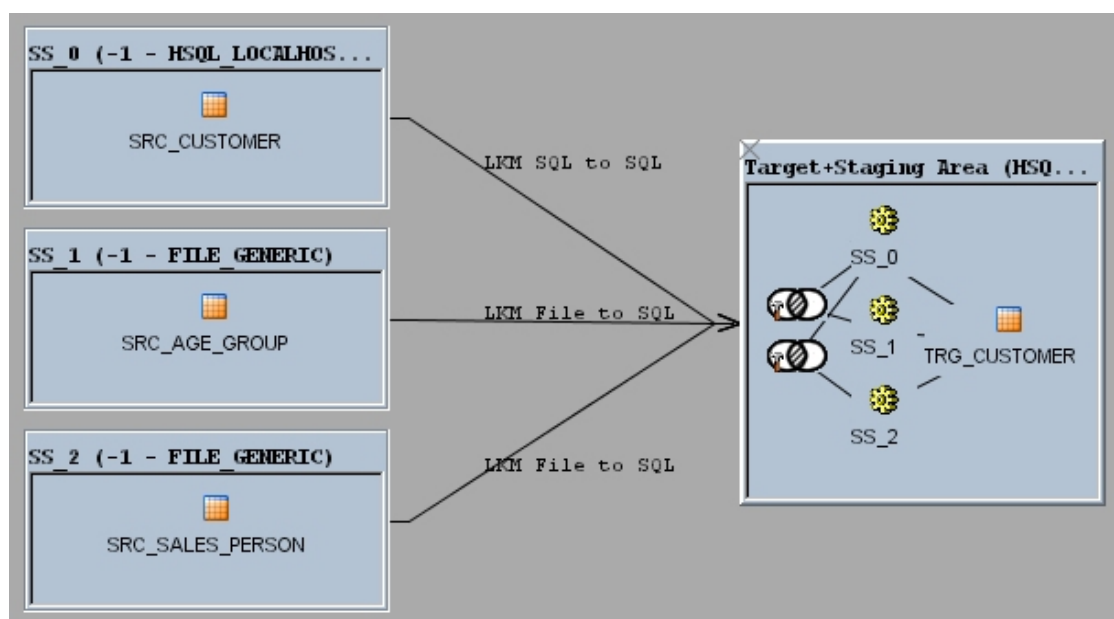 SS_0 (-1 - HSQL_LOCALHOS...
SRC_CUSTOMER
SS_1 (-1 - FILE_GENERIC)
SRC_AGE_GROUP
SS_2 (-1 - FILE_GENERIC)
SRC_SALES_PERSON
LKM SQL to SQL
LKM File to SQL
LKM File to SQL
Target+Staging Area (HSQ...
SS_0
SS_1
TRG_CUSTOMER
SS_2